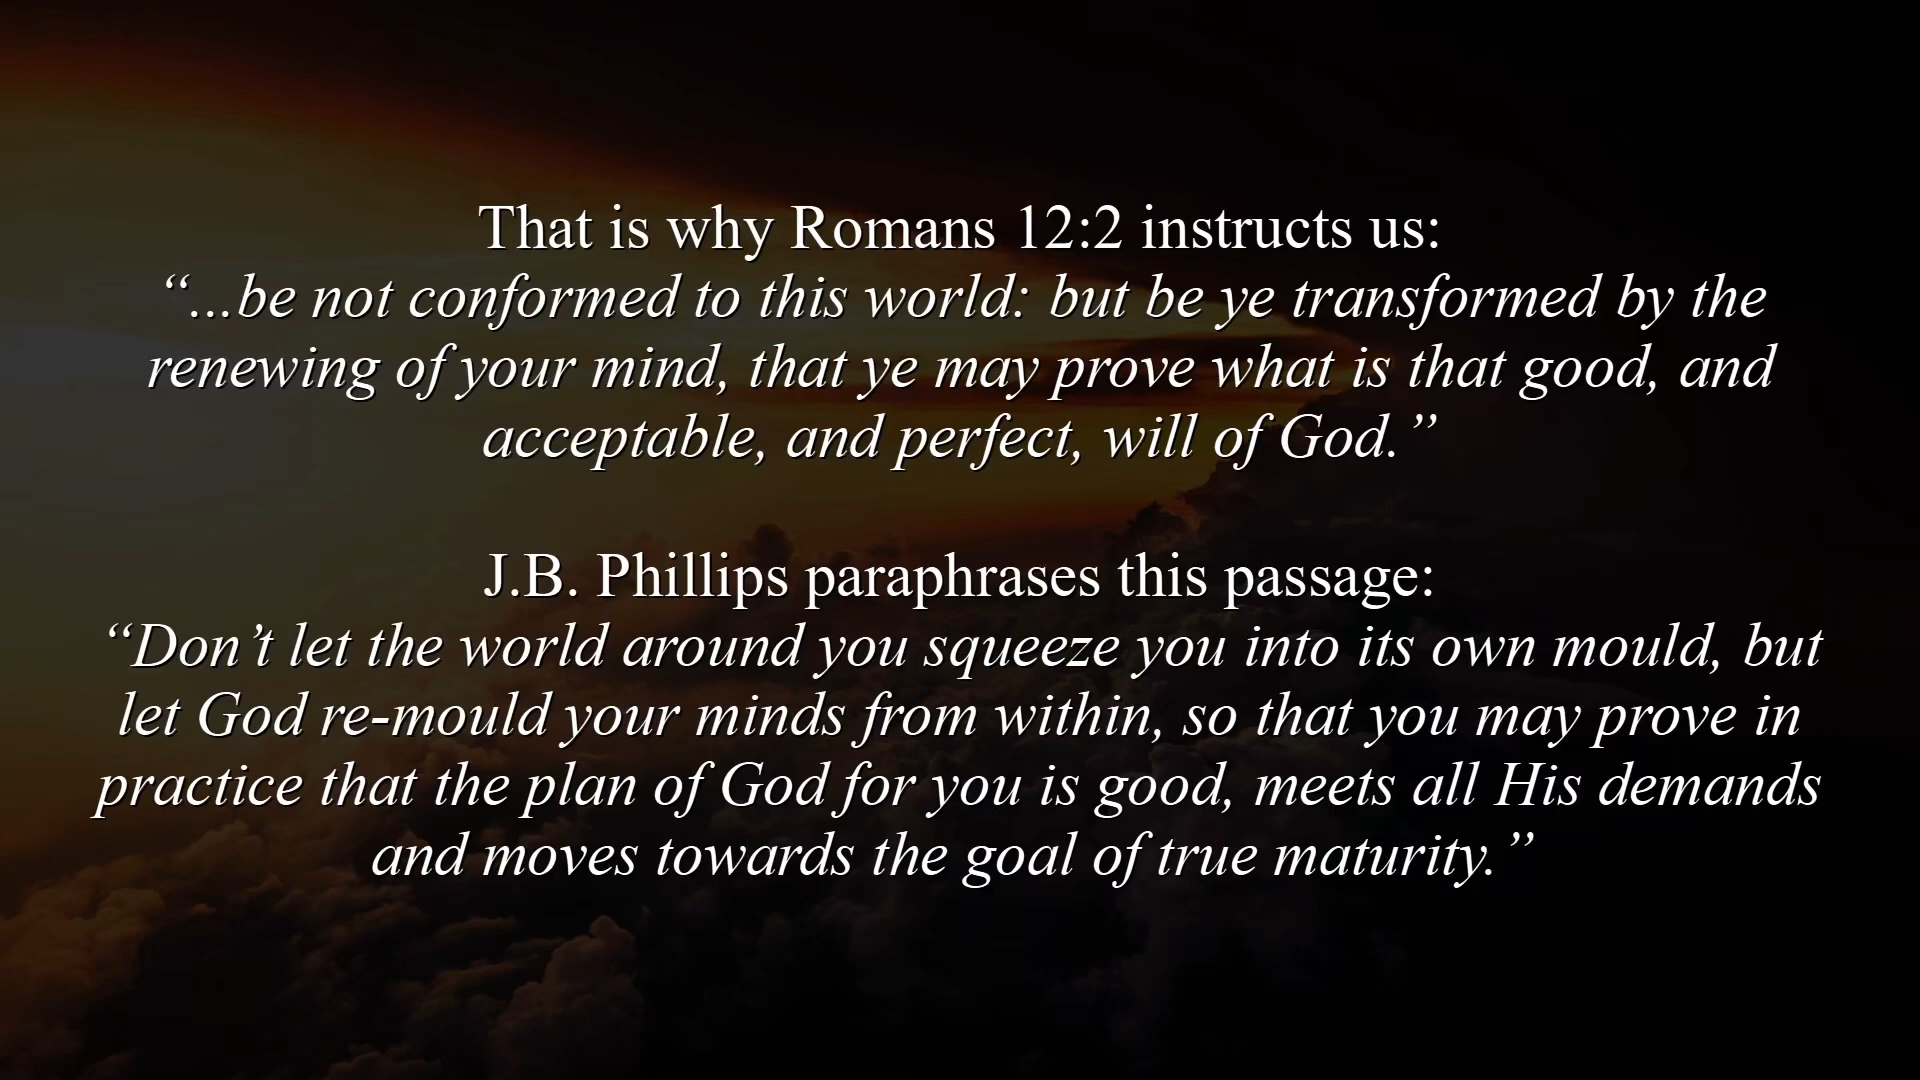 That is why Romans 12:2 instructs us:
“...be not conformed to this world: but be ye transformed by the
renewing of your mind, that ye may prove what is that good, and
acceptable, and perfect, will of God.”
J.B. Phillips paraphrases this passage:
“Don’t let the world around you squeeze you into its own mould, but
let God re-mould your minds from within, so that you may prove in
practice that the plan of God for you is good, meets all His demands
and moves towards the goal of true maturity.”